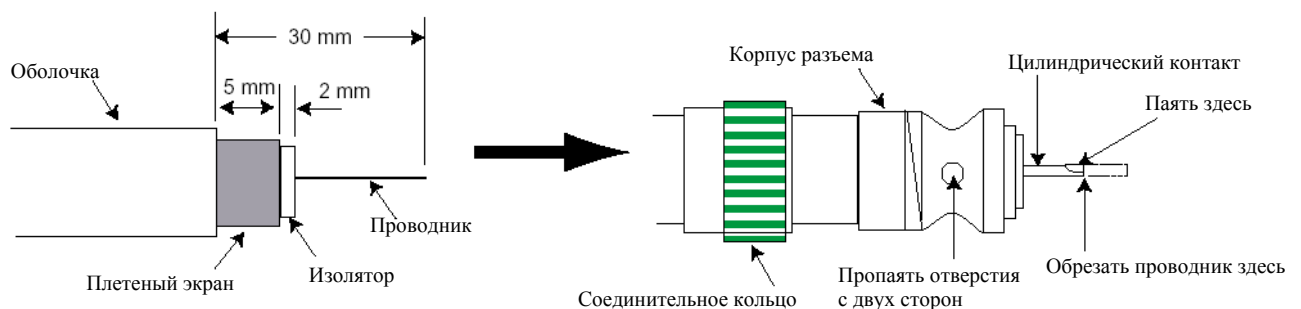 30 mm
Оболочка
5 mm
2 mm
Проводник
Изолятор
Плетеный экран
Корпус разъема
Цилиндрический контакт
Паять здесь
Обрезать проводник здесь
Пропаять отверстия
с двух сторон
Соединительное кольцо